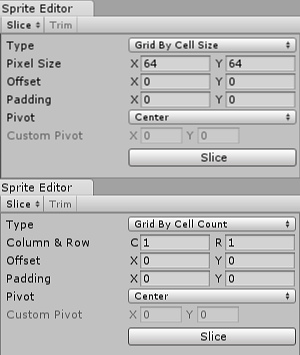 Sprite Editor
Slice Trim
Type Grid By Cell Size
Pixel Size X 64 Y 64
Offset X 0 Y 0
Padding X 0 Y 0
Pivot Center
Custom Pivot X 0 Y 0
Slice
Sprite Editor
Slice Trim
Type Grid By Cell Count
Column & Row C 1 R 1
Offset X 0 Y 0
Padding X 0 Y 0
Pivot Center
Custom Pivot X 0 Y 0
Slice